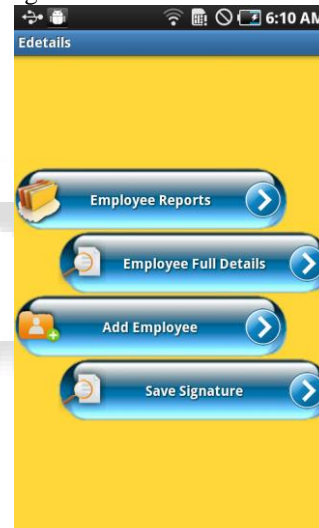 6:10 AM
Edetails
Employee Reports
Employee Full Details
Add Employee
Save Signature